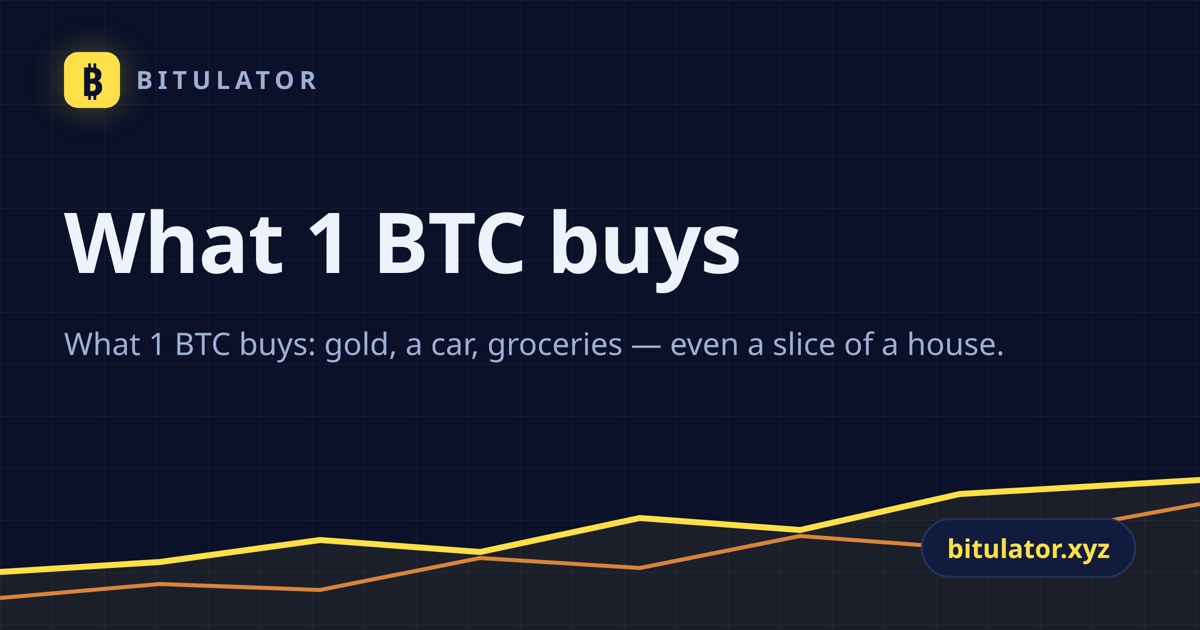 BITULATOR
What 1 BTC buys
What 1 BTC buys: gold, a car, groceries — even a slice of a house.
bitulator.xyz